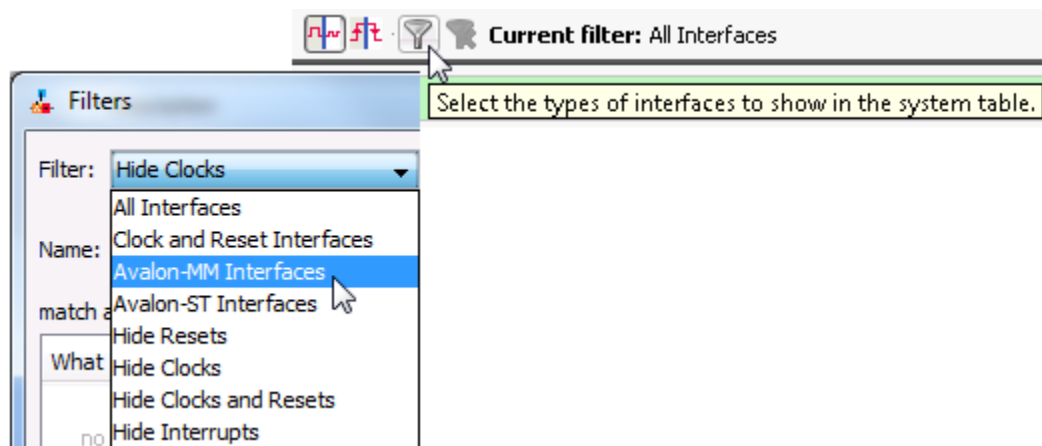 Current filter: All Interfaces
Select the types of interfaces to show in the system table.
Filters
Filter: Hide Clocks
All Interfaces
Clock and Reset Interfaces
Name:
Avalon-MM Interfaces
Avalon-ST Interfaces
match a
Hide Resets
What
Hide Clocks
Hide Clocks and Resets
no
Hide Interrupts